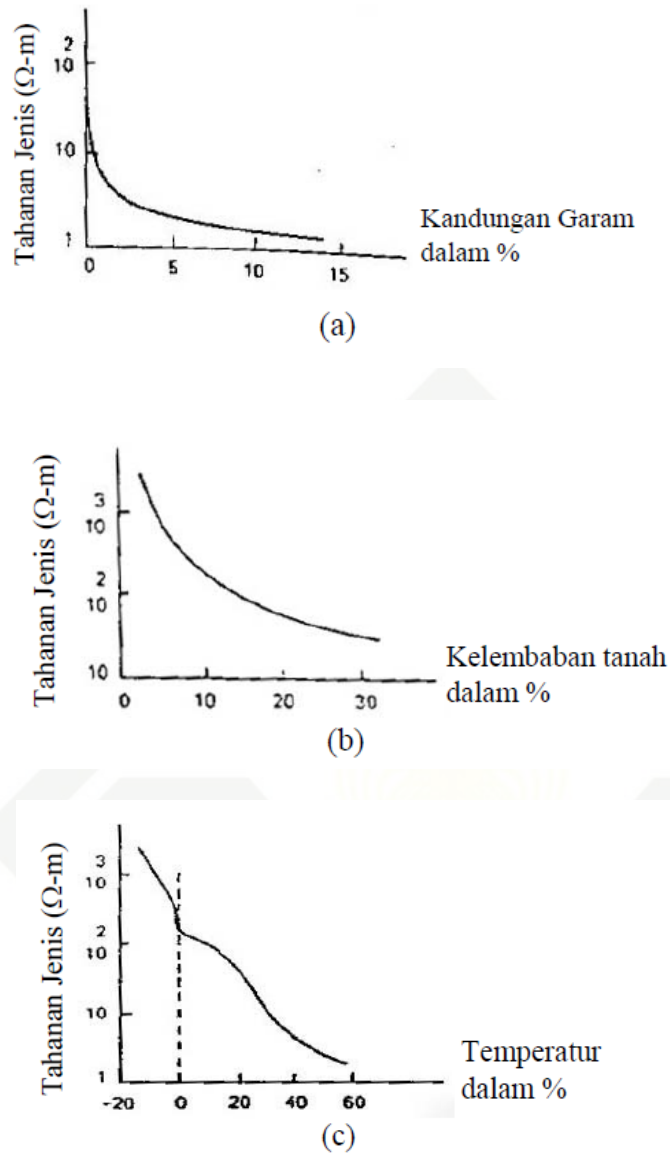 Tahanan Jenis (Ω-m)
2
10
10
1
0 5 10 15
Kandungan Garam
dalam %
(a)
Tahanan Jenis (Ω-m)
3
10
2
10
10
0 10 20 30
Kelembaban tanah
dalam %
(b)
Tahanan Jenis (Ω-m)
3
10
2
10
10
1
-20 0 20 40 60
Temperatur
dalam %
(c)